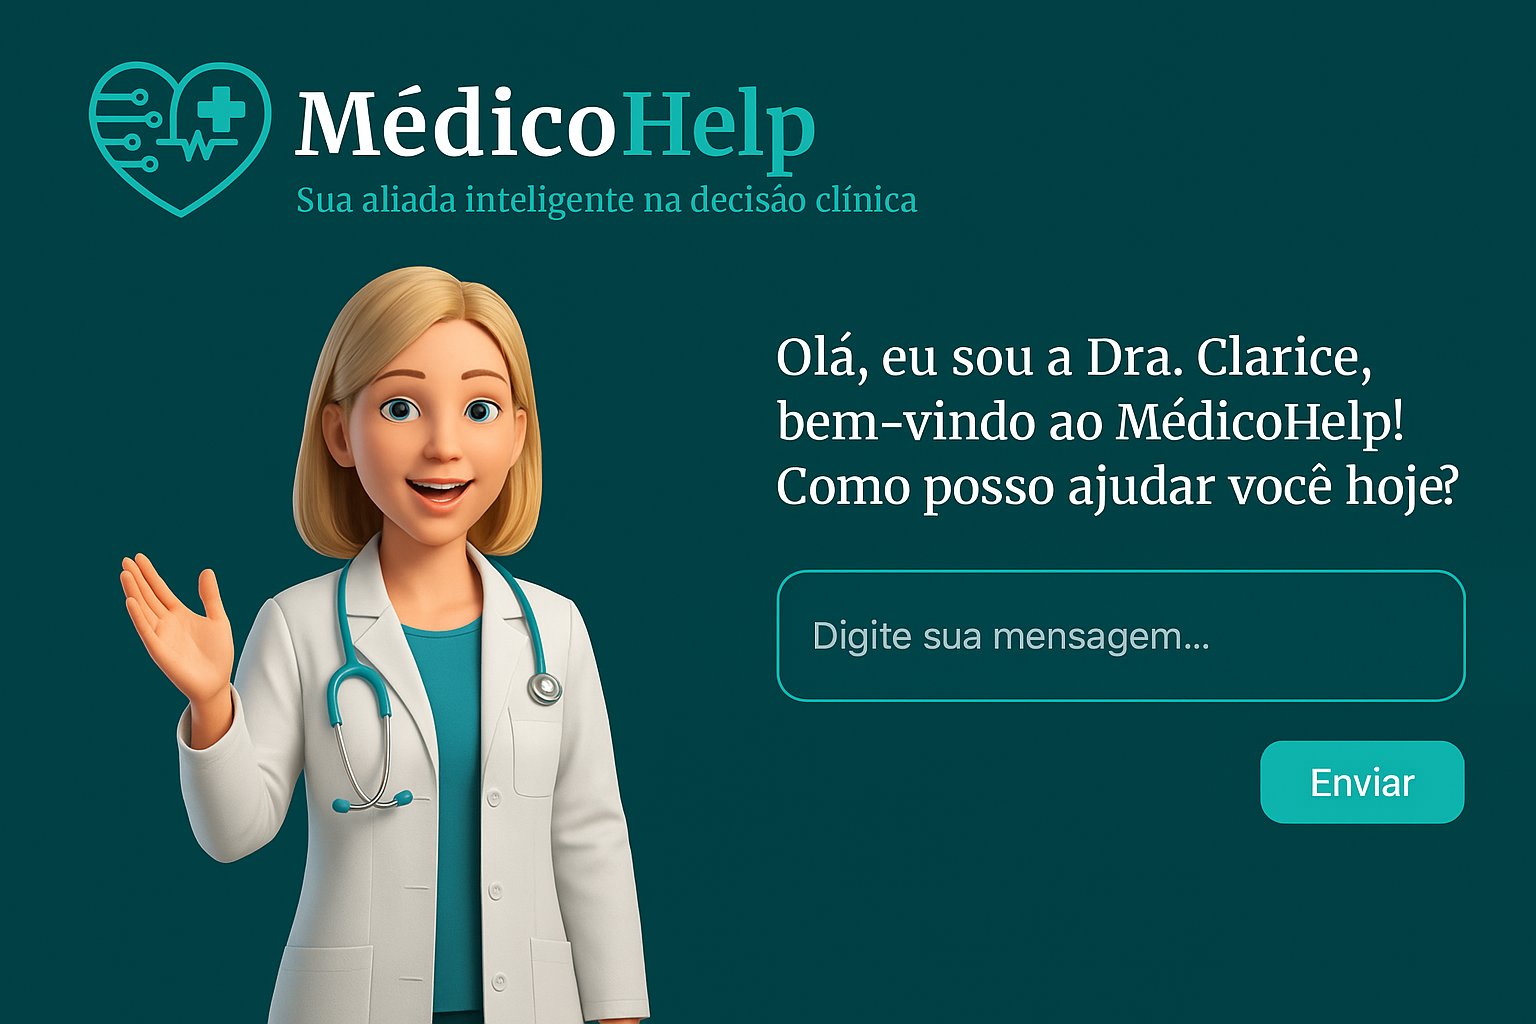 MédicoHelp
Sua aliada inteligente na decisáo clínica
Olá, eu sou a Dra. Clarice,
bem-vindo ao MédicoHelp!
Como posso ajudar você hoje?
Digite sua mensagem...
Enviar